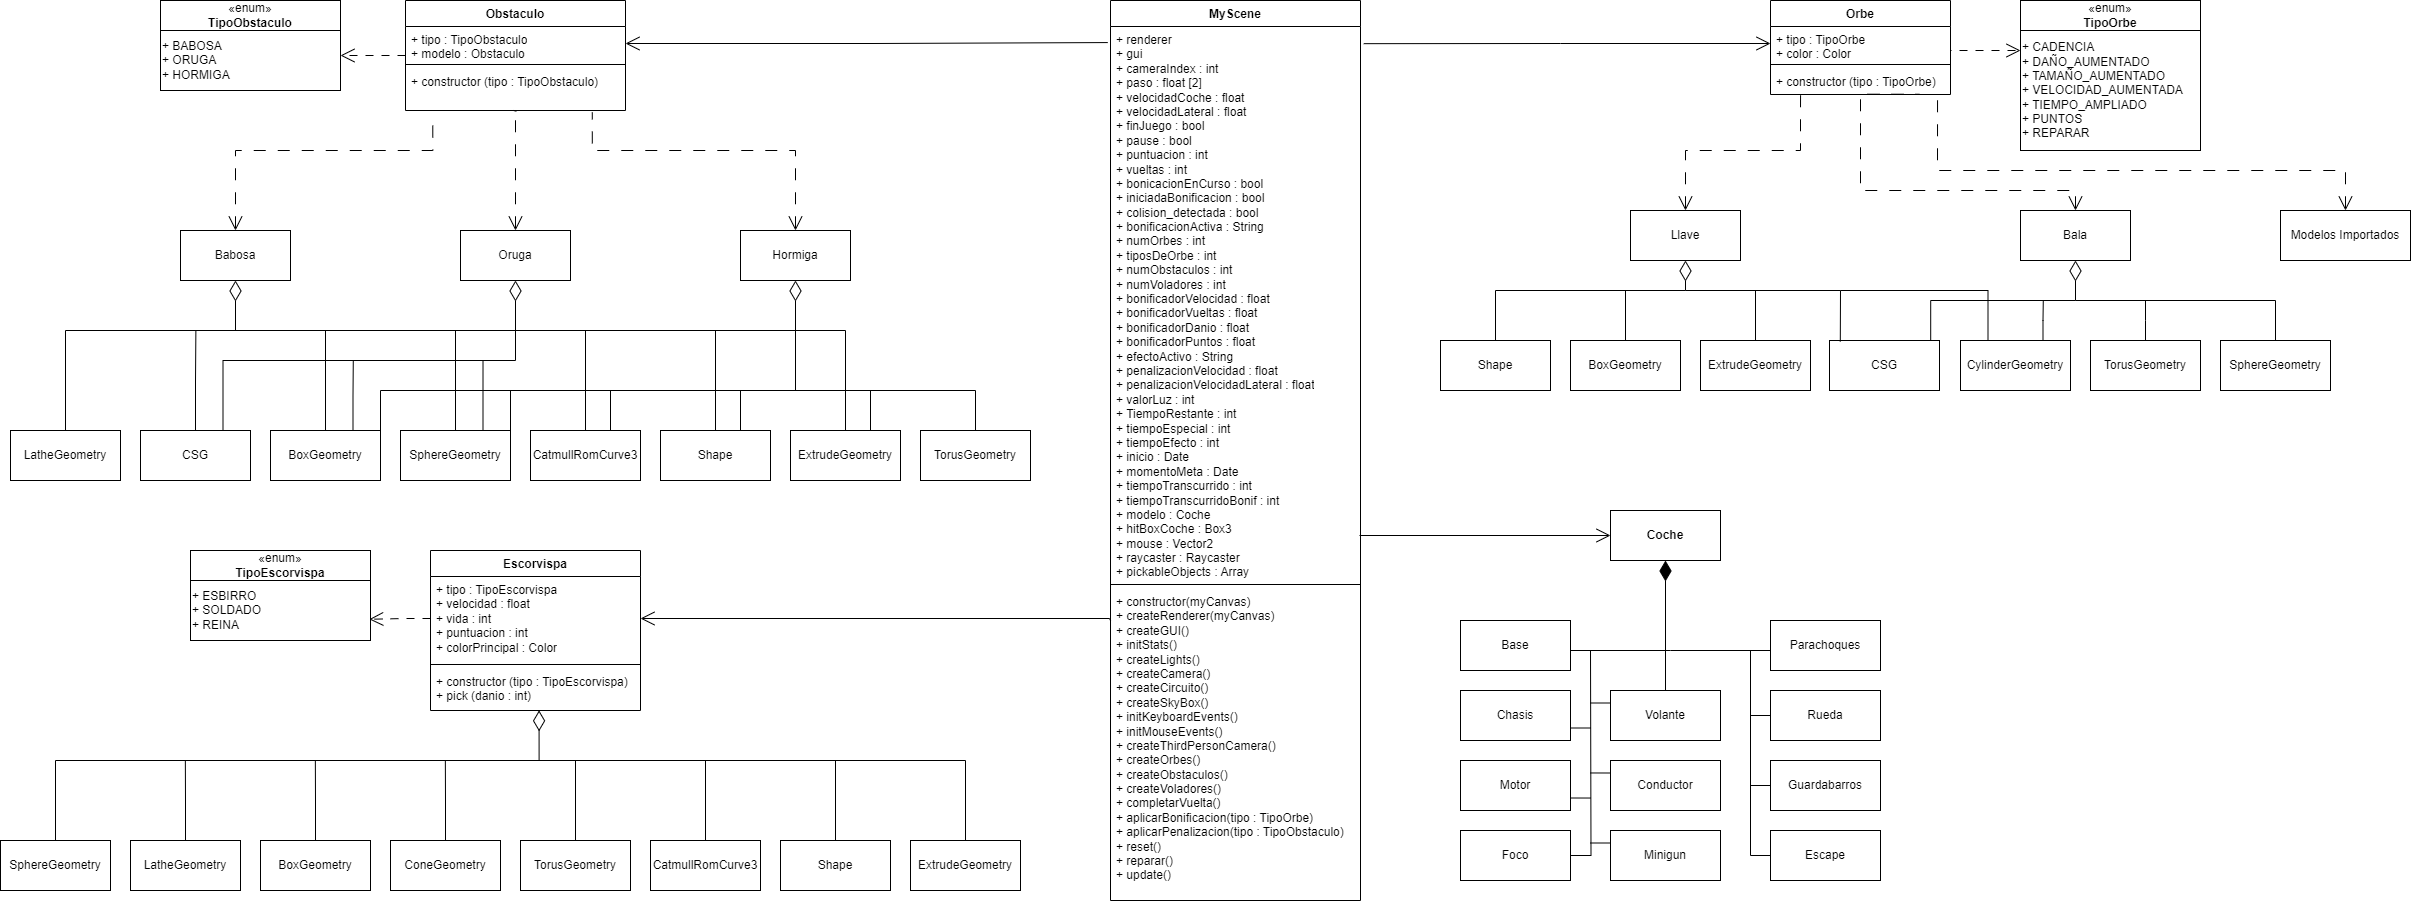 «enum»
TipoObstaculo
+ BABOSA
+ ORUGA
+ HORMIGA
Obstaculo
+ tipo : TipoObstaculo
+ modelo : Obstaculo
+ constructor (tipo : TipoObstaculo)
Babosa
Oruga
Hormiga
LatheGeometry
CSG
BoxGeometry
SphereGeometry
CatmullRomCurve3
Shape
ExtrudeGeometry
TorusGeometry
«enum»
TipoEscorvispa
+ ESBIRRO
+ SOLDADO
+ REINA
Escorvispa
+ tipo : TipoEscorvispa
+ velocidad : float
+ vida : int
+ puntuacion : int
+ colorPrincipal : Color
+ constructor (tipo : TipoEscorvispa)
+ pick (danio : int)
SphereGeometry
LatheGeometry
BoxGeometry
ConeGeometry
TorusGeometry
CatmullRomCurve3
Shape
ExtrudeGeometry
MyScene
+ renderer
+ gui
+ cameraIndex : int
+ paso : float [2]
+ velocidadCoche : float
+ velocidadLateral : float
+ finJuego : bool
+ pause : bool
+ puntuacion : int
+ vueltas : int
+ bonicacionEnCurso : bool
+ iniciadaBonificacion : bool
+ colision_detectada : bool
+ bonificacionActiva : String
+ numOrbes : int
+ tiposDeOrbe : int
+ numObstaculos : int
+ numVoladores : int
+ bonificadorVelocidad : float
+ bonificadorVueltas : float
+ bonificadorDanio : float
+ bonificadorPuntos : float
+ efectoActivo : String
+ penalizacionVelocidad : float
+ penalizacionVelocidadLateral : float
+ valorLuz : int
+ TiempoRestante : int
+ tiempoEspecial : int
+ tiempoEfecto : int
+ inicio : Date
+ momentoMeta : Date
+ tiempoTranscurrido : int
+ tiempoTranscurridoBonif : int
+ modelo : Coche
+ hitBoxCoche : Box3
+ mouse : Vector2
+ raycaster : Raycaster
+ pickableObjects : Array
+ constructor(myCanvas)
+ createRenderer(myCanvas)
+ createGUI()
+ initStats()
+ createLights()
+ createCamera()
+ createCircuito()
+ createSkyBox()
+ initKeyboardEvents()
+ initMouseEvents()
+ createThirdPersonCamera()
+ createOrbes()
+ createObstaculos()
+ createVoladores()
+ completarVuelta()
+ aplicarBonificacion(tipo : TipoOrbe)
+ aplicarPenalizacion(tipo : TipoObstaculo)
+ reset()
+ reparar()
+ update()
Orbe
+ tipo : TipoOrbe
+ color : Color
+ constructor (tipo : TipoOrbe)
«enum»
TipoOrbe
+ CADENCIA
+ DAÑO_AUMENTADO
+ TAMAÑO_AUMENTADO
+ VELOCIDAD_AUMENTADA
+ TIEMPO_AMPLIADO
+ PUNTOS
+ REPARAR
Llave
Bala
Modelos Importados
Shape
BoxGeometry
ExtrudeGeometry
CSG
CylinderGeometry
TorusGeometry
SphereGeometry
Coche
Base
Parachoques
Chasis
Volante
Rueda
Motor
Conductor
Guardabarros
Foco
Minigun
Escape